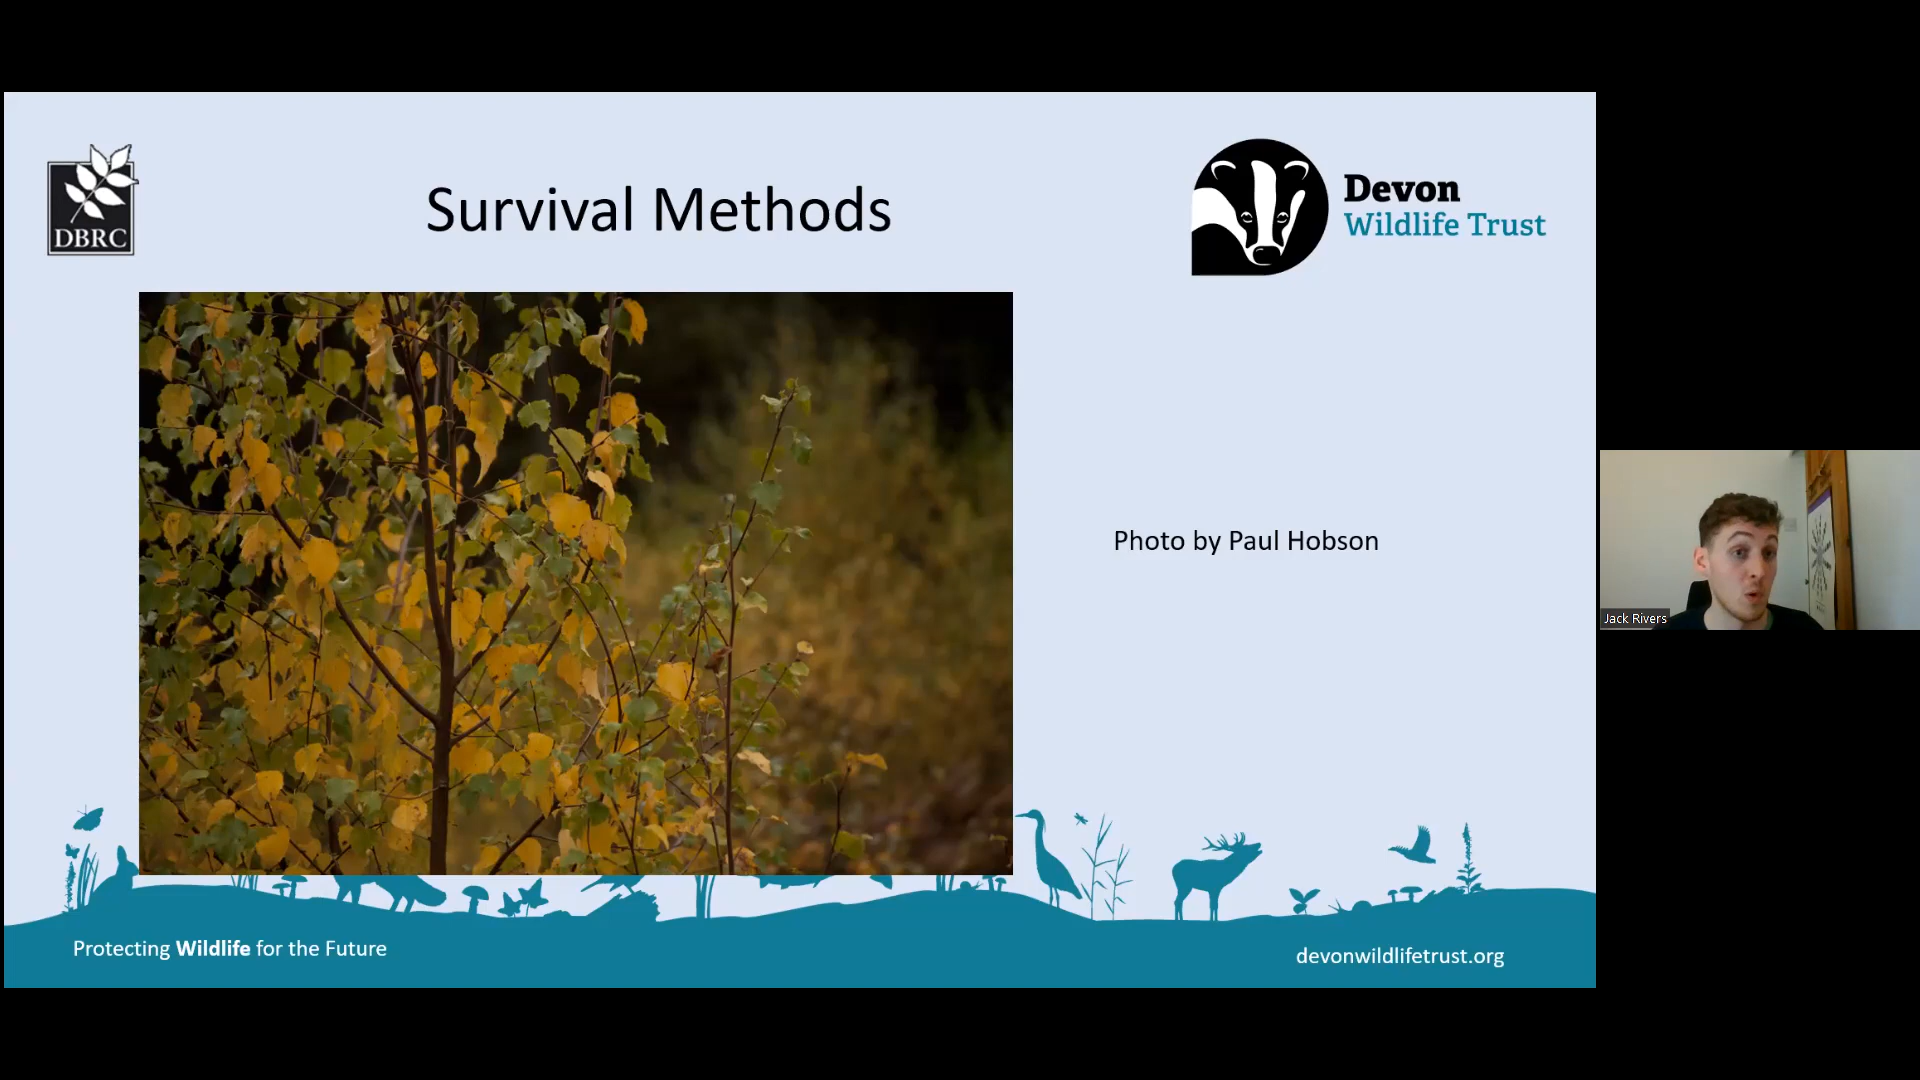 DBRC
Survival Methods
Devon
Wildlife Trust
Photo by Paul Hobson
Jack Rivers
Protecting Wildlife for the Future
devonwildlifetrust.org